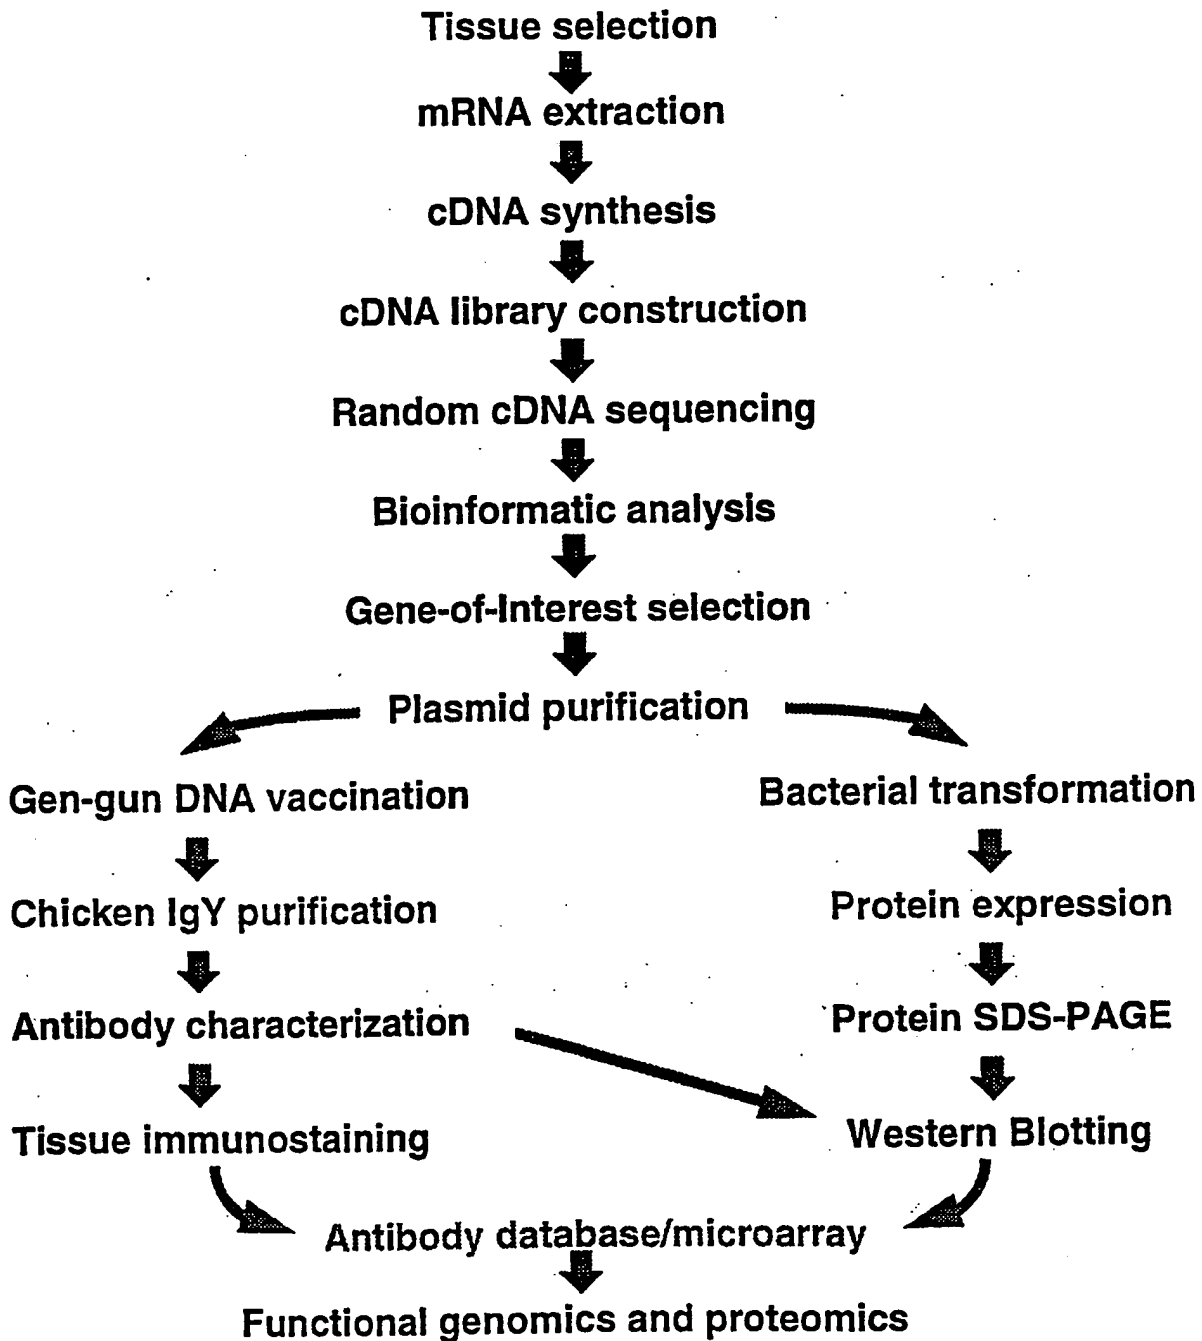 Tissue selection
mRNA extraction
cDNA synthesis
cDNA library construction
Random cDNA sequencing
Bioinformatic analysis
Gene-of-Interest selection
Plasmid purification
Gen-gun DNA vaccination
Bacterial transformation
Chicken IgY purification
Protein expression
Antibody characterization
Protein SDS-PAGE
Tissue immunostaining
Western Blotting
Antibody database/microarray
Functional genomics and proteomics